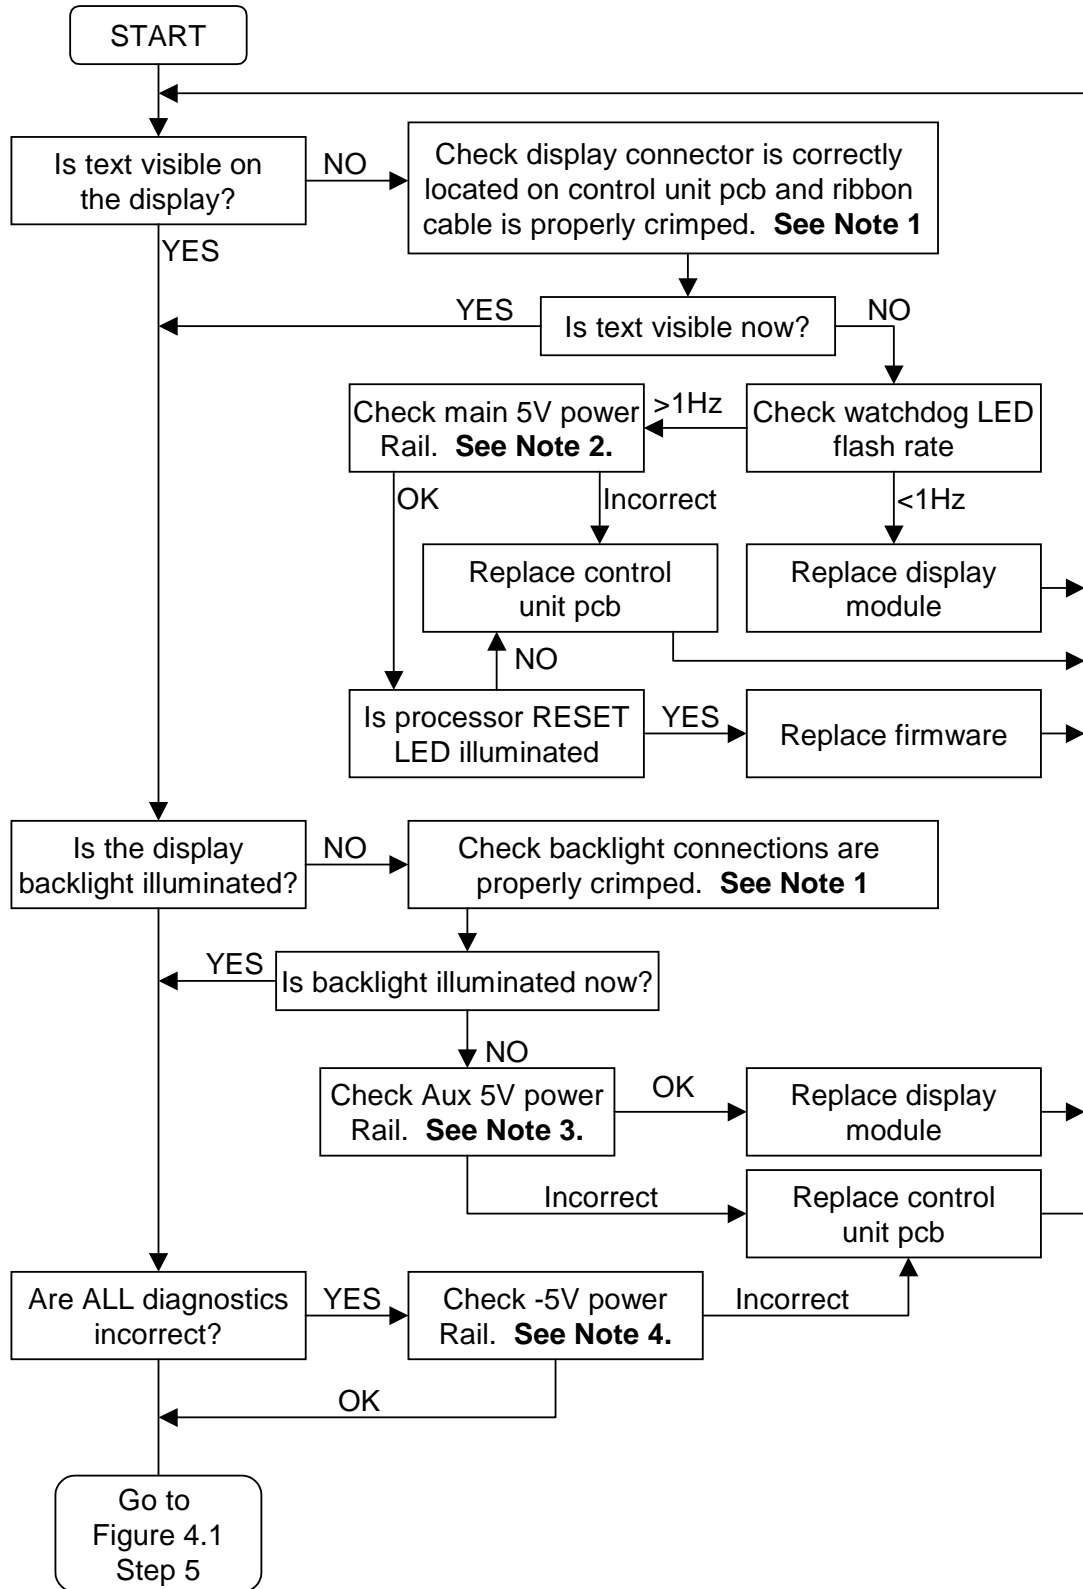 START
Is text visible on
the display?
NO
Check display connector is correctly
located on control unit pcb and ribbon
cable is properly crimped.  See Note 1
YES
YES
Is text visible now?
NO
Check main 5V power
Rail.  See Note 2.
>1Hz
Check watchdog LED
flash rate
OK
Incorrect
<1Hz
Replace control
unit pcb
Replace display
module
NO
Is processor RESET
LED illuminated
YES
Replace firmware
Is the display
backlight illuminated?
NO
Check backlight connections are
properly crimped.  See Note 1
YES
Is backlight illuminated now?
NO
Check Aux 5V power
Rail.  See Note 3.
OK
Replace display
module
Incorrect
Replace control
unit pcb
Are ALL diagnostics
incorrect?
YES
Check -5V power
Rail.  See Note 4.
Incorrect
OK
Go to
Figure 4.1
Step 5